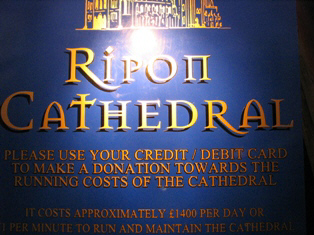 RIPON
CATHEDRAL
PLEASE USE YOUR CREDIT / DEBIT CARD
TO MAKE A DONATION TOWARDS THE
RUNNING COSTS OF THE CATHEDRAL
IT COSTS APPROXIMATELY £1400 PER DAY OR
PER MINUTE TO RUN AND MAINTAIN THE CATHEDRAL